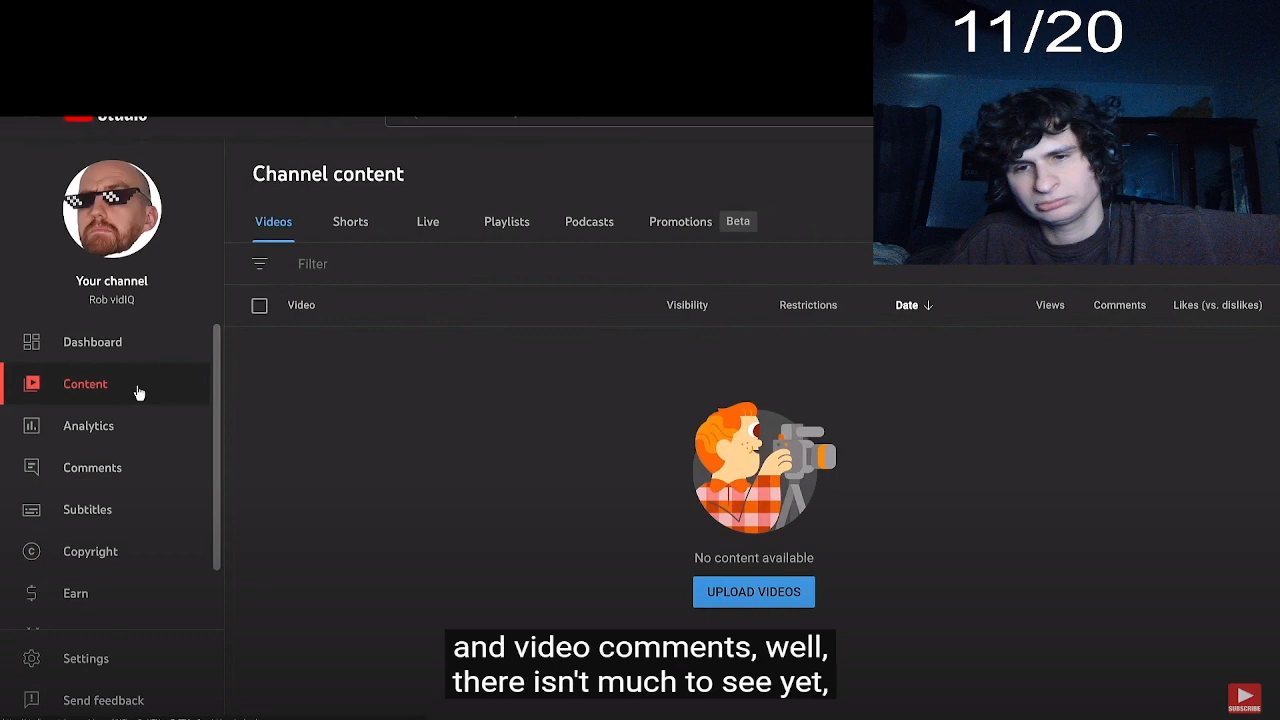 11/20
Studio
Channel content
Videos Shorts Live Playlists Podcasts Promotions Beta
Filter
Video Visibility Restrictions Date Views Comments Likes (vs. dislikes)
Your channel
Rob vidIQ
Dashboard
Content
Analytics
Comments
Subtitles
Copyright
Earn
Settings
Send feedback
No content available
UPLOAD VIDEOS
and video comments, well,
there isn't much to see yet,
SUBSCRIBE